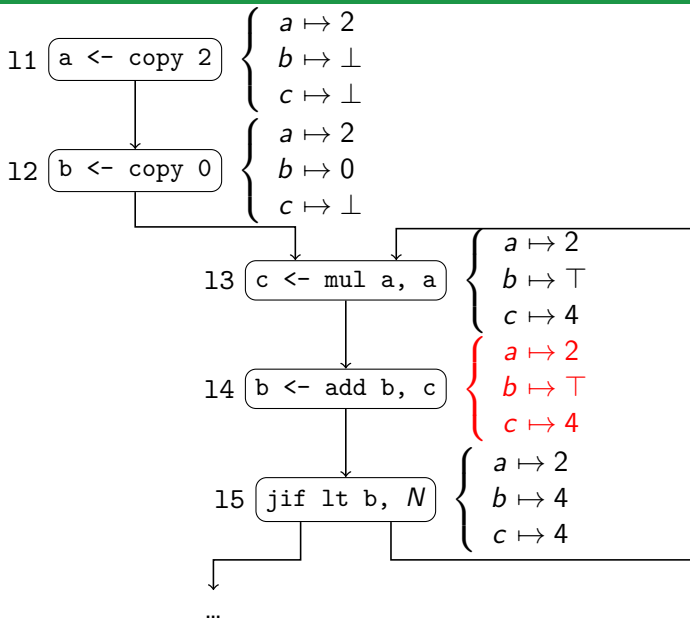 a ↦ 2
l1 a <- copy 2 b ↦ ⊥
c ↦ ⊥
a ↦ 2
l2 b <- copy 0 b ↦ 0
c ↦ ⊥
a ↦ 2
l3 c <- mul a, a b ↦ ⊤
c ↦ 4
a ↦ 2
l4 b <- add b, c b ↦ ⊤
c ↦ 4
a ↦ 2
l5 jif lt b, N b ↦ 4
c ↦ 4
…